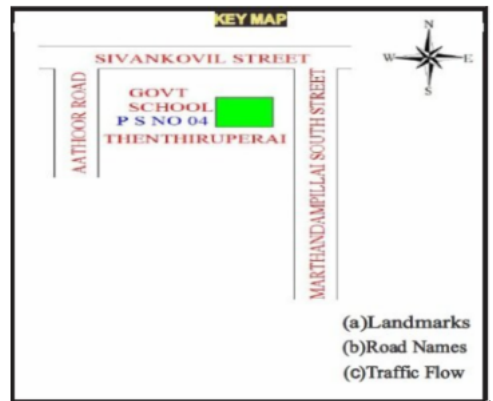 KEY MAP
N
W E
S
SIVANKOVIL STREET
AATHOOR ROAD
GOVT
SCHOOL
P S NO 04
THENTHIRUPERAI
MARTHANDAMPILLAI SOUTH STREET
(a)Landmarks
(b)Road Names
(c)Traffic Flow